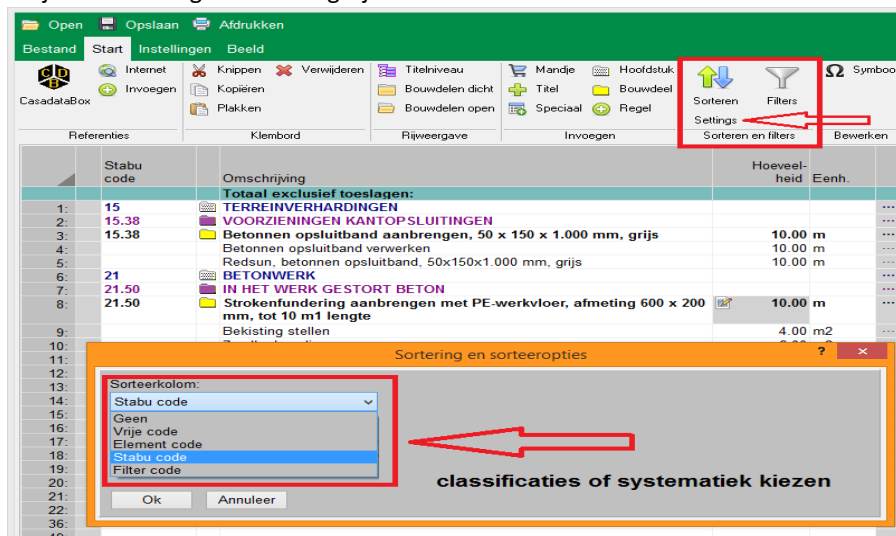 Open Opslaan Afdrukken
Bestand Start Instellingen Beeld
CDB
CasadataBox
Internet
Invoegen
Referenties
Knippen Verwijderen
Kopiëren
Plakken
Klembord
Titelniveau
Bouwdelen dicht
Bouwdelen open
Rijweergave
Mandje Hoofdstuk
Titel Bouwdeel
Speciaal Regel
Invoegen
Sorteren Filters
Settings
Sorteren en filters
Ω Symboo
Bewerken
Stabu code Omschrijving Hoeveel-heid Eenh.
Totaal exclusief toeslagen:
1: 15 TERREINVERHARDINGEN
2: 15.38 VOORZIENINGEN KANTOPSLUITINGEN
3: 15.38 Betonnen opsluitband aanbrengen, 50 x 150 x 1.000 mm, grijs 10.00 m
4: Betonnen opsluitband verwerken 10.00 m
5: Redsun, betonnen opsluitband, 50x150x1.000 mm, grijs 10.00 m
6: 21 BETONWERK
7: 21.50 IN HET WERK GESTORT BETON
8: 21.50 Strokenfundering aanbrengen met PE-werkvloer, afmeting 600 x 200 10.00 m
mm, tot 10 m1 lengte
9: Bekisting stellen 4.00 m2
10:
11:
12:
13:
14:
15:
16:
17:
18:
19:
20:
21:
22:
36:
Sortering en sorteeropties ? ×
Sorteerkolom:
Stabu code
Geen
Vrije code
Element code
Stabu code
Filter code
classificaties of systematiek kiezen
Ok Annuleer